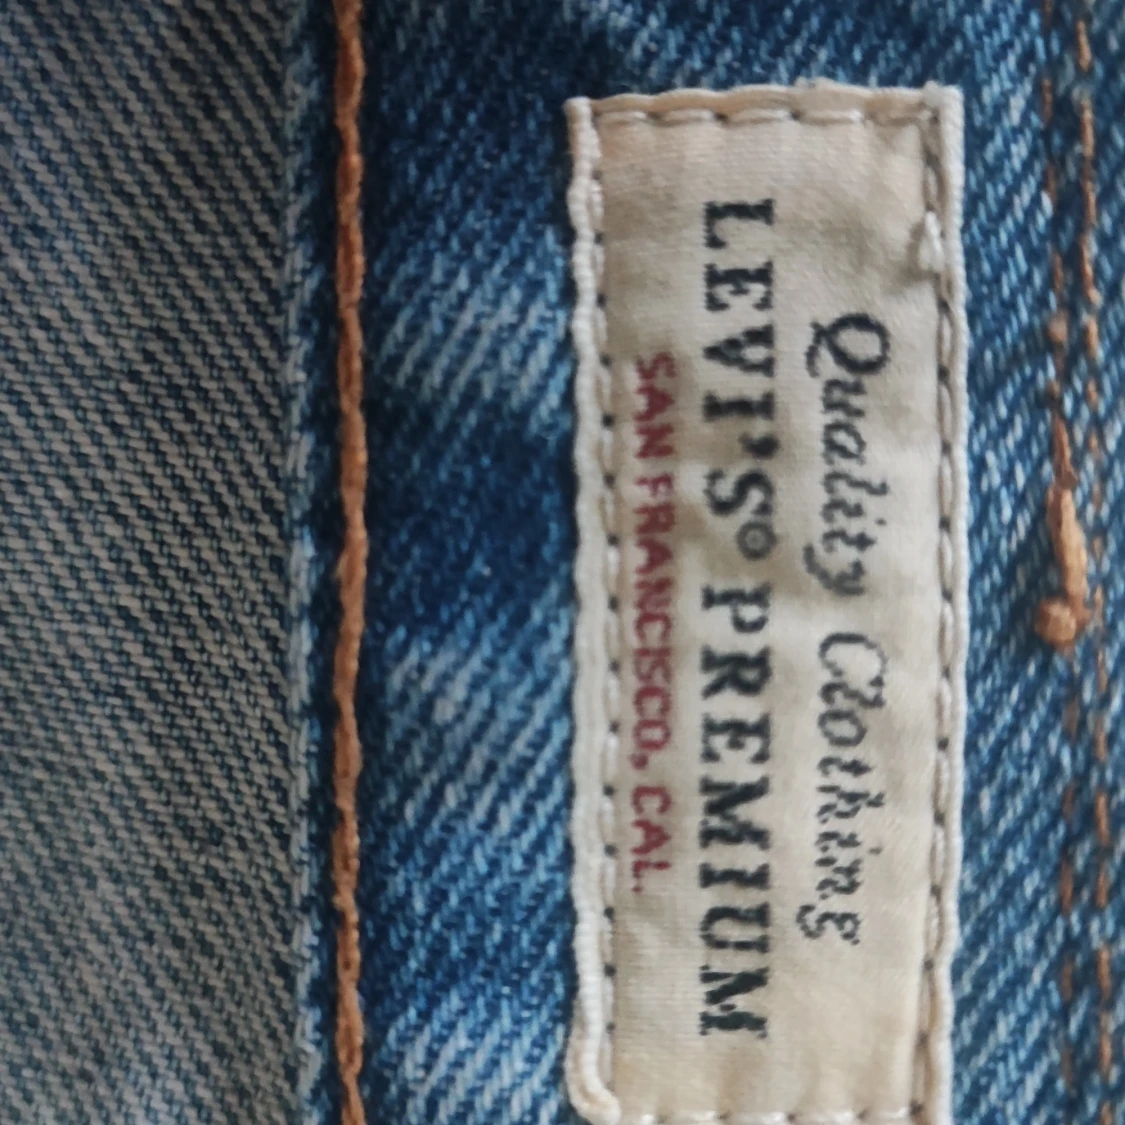 Quality Clothing
LEVI'S® PREMIUM
SAN FRANCISCO, CAL.